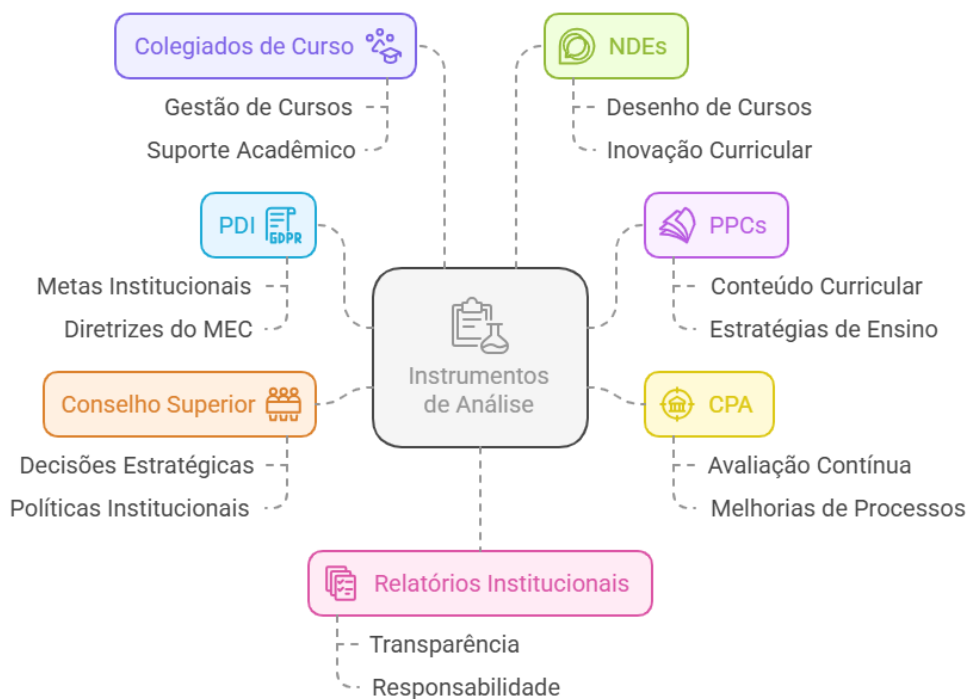 Colegiados de Curso
Gestão de Cursos
Suporte Acadêmico
NDEs
Desenho de Cursos
Inovação Curricular
PDI
GDPR
Metas Institucionais
Diretrizes do MEC
PPCs
Conteúdo Curricular
Estratégias de Ensino
Instrumentos
de Análise
Conselho Superior
Decisões Estratégicas
Políticas Institucionais
CPA
Avaliação Contínua
Melhorias de Processos
Relatórios Institucionais
Transparência
Responsabilidade